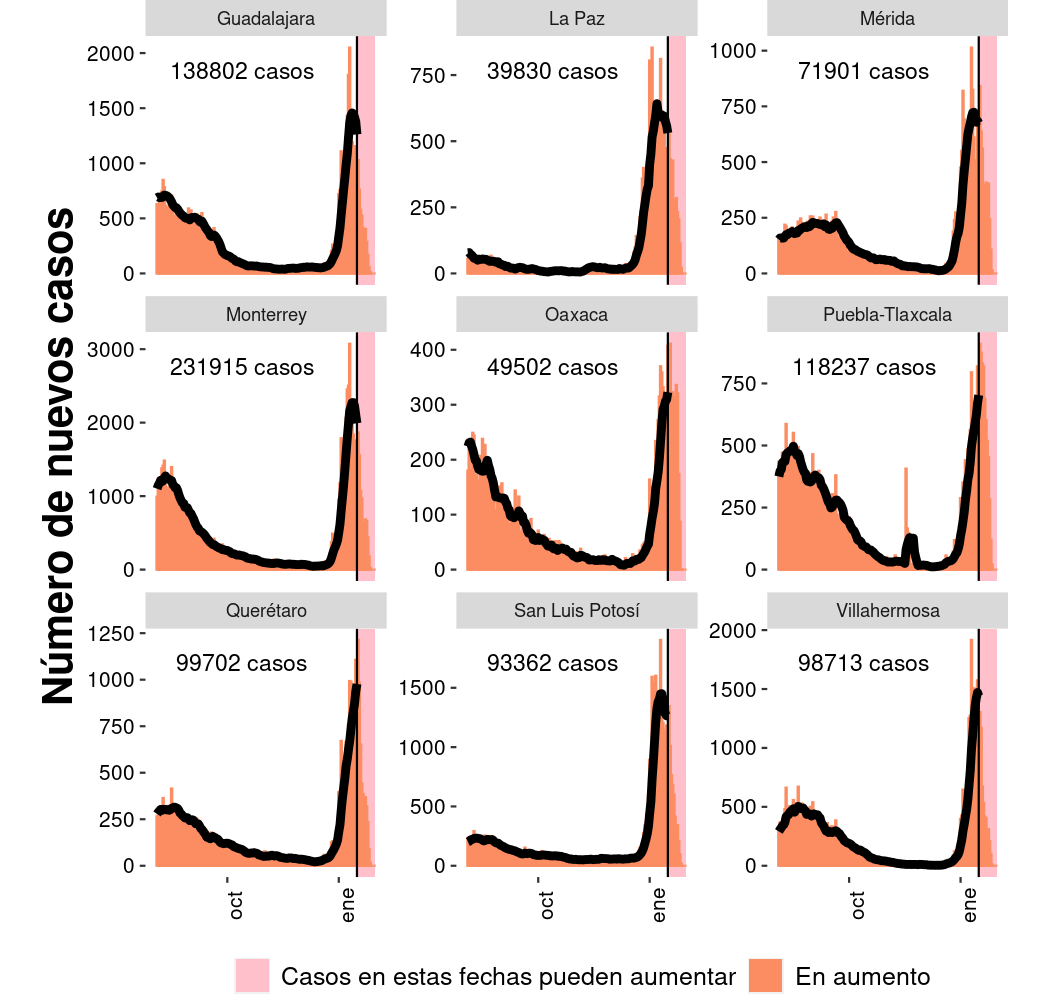 Número de nuevos casos
Guadalajara
138802 casos
2000
1500
1000
500
0
La Paz
39830 casos
750
500
250
0
Mérida
71901 casos
1000
750
500
250
0
Monterrey
231915 casos
3000
2000
1000
0
Oaxaca
49502 casos
400
300
200
100
0
Puebla-Tlaxcala
118237 casos
750
500
250
0
Querétaro
99702 casos
1250
1000
750
500
250
0
oct
ene
San Luis Potosí
93362 casos
1500
1000
500
0
oct
ene
Villahermosa
98713 casos
2000
1500
1000
500
0
oct
ene
Casos en estas fechas pueden aumentar
En aumento